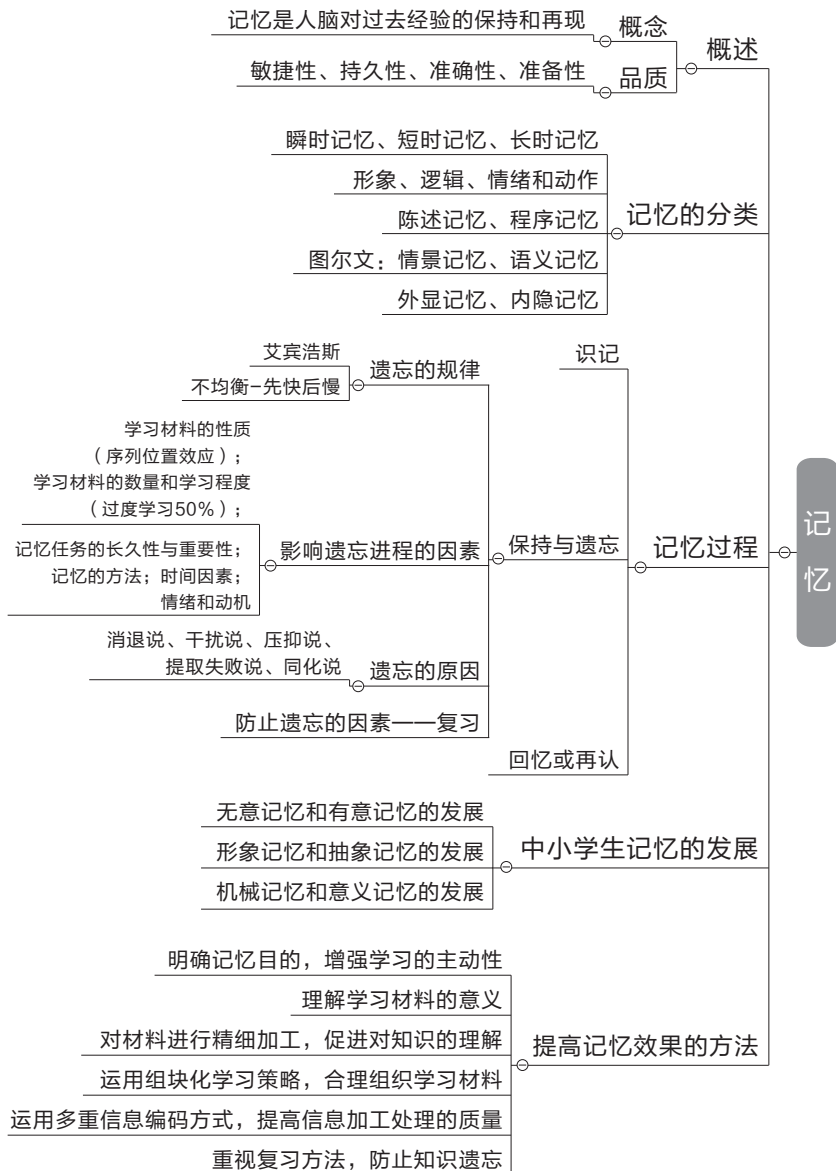 记忆
概述
概念
记忆是人脑对过去经验的保持和再现
品质
敏捷性、持久性、准确性、准备性
记忆的分类
瞬时记忆、短时记忆、长时记忆
形象、逻辑、情绪和动作
陈述记忆、程序记忆
图尔文：情景记忆、语义记忆
外显记忆、内隐记忆
记忆过程
识记
保持与遗忘
遗忘的规律
艾宾浩斯
不均衡–先快后慢
影响遗忘进程的因素
学习材料的性质
（序列位置效应）；
学习材料的数量和学习程度
（过度学习50%）；
记忆任务的长久性与重要性；
记忆的方法；时间因素；
情绪和动机
遗忘的原因
消退说、干扰说、压抑说、
提取失败说、同化说
防止遗忘的因素——复习
回忆或再认
中小学生记忆的发展
无意记忆和有意记忆的发展
形象记忆和抽象记忆的发展
机械记忆和意义记忆的发展
提高记忆效果的方法
明确记忆目的，增强学习的主动性
理解学习材料的意义
对材料进行精细加工，促进对知识的理解
运用组块化学习策略，合理组织学习材料
运用多重信息编码方式，提高信息加工处理的质量
重视复习方法，防止知识遗忘